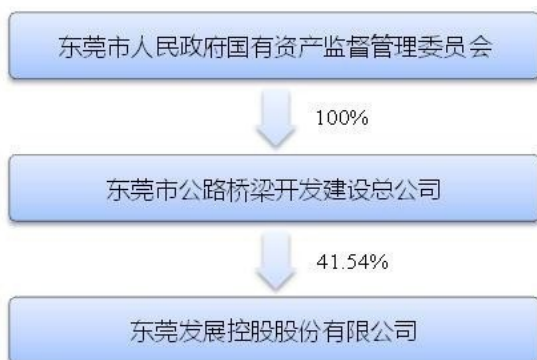 东莞市人民政府国有资产监督管理委员会
100%
东莞市公路桥梁开发建设总公司
41.54%
东莞发展控股股份有限公司